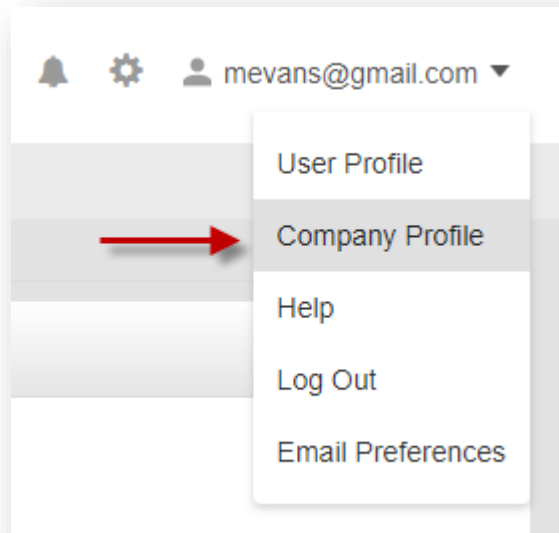 mevans@gmail.com
User Profile
Company Profile
Help
Log Out
Email Preferences